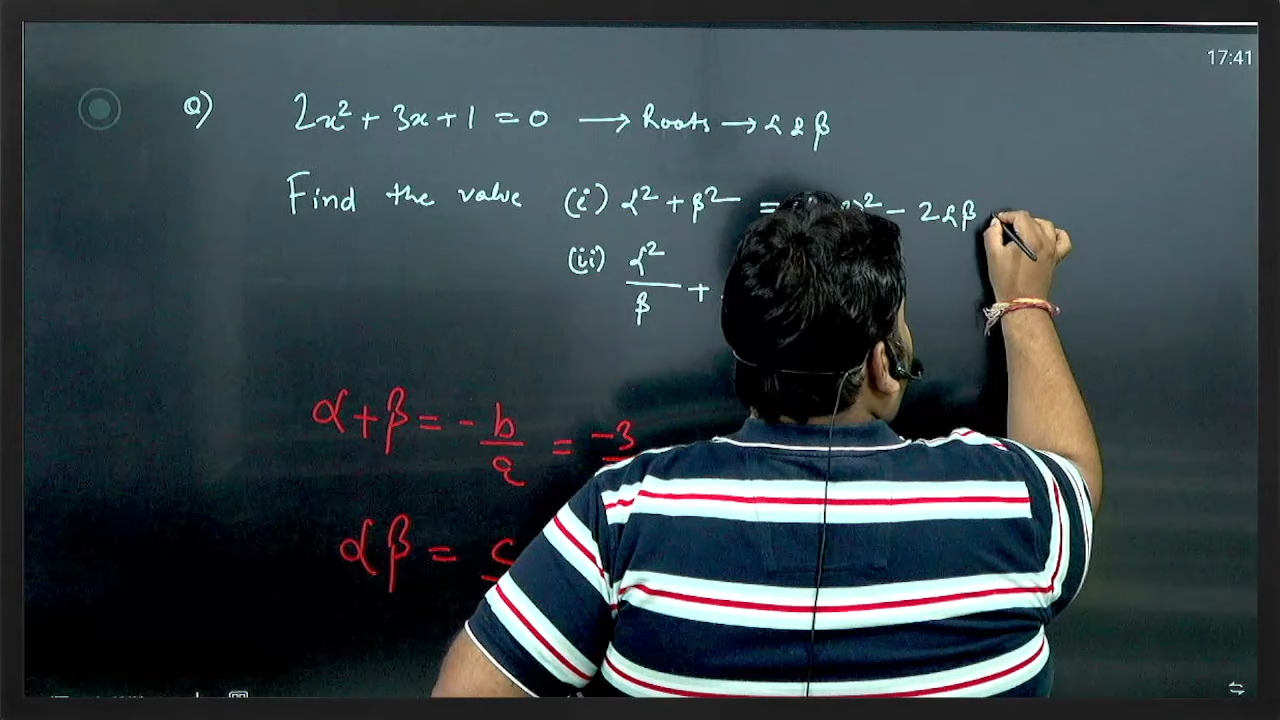 17:41
Q) 2x² + 3x + 1 = 0 → Roots → α & β
Find the value (i) α² + β² = )² - 2αβ
(ii) α²/β +
α + β = - b/a = -3
αβ = c